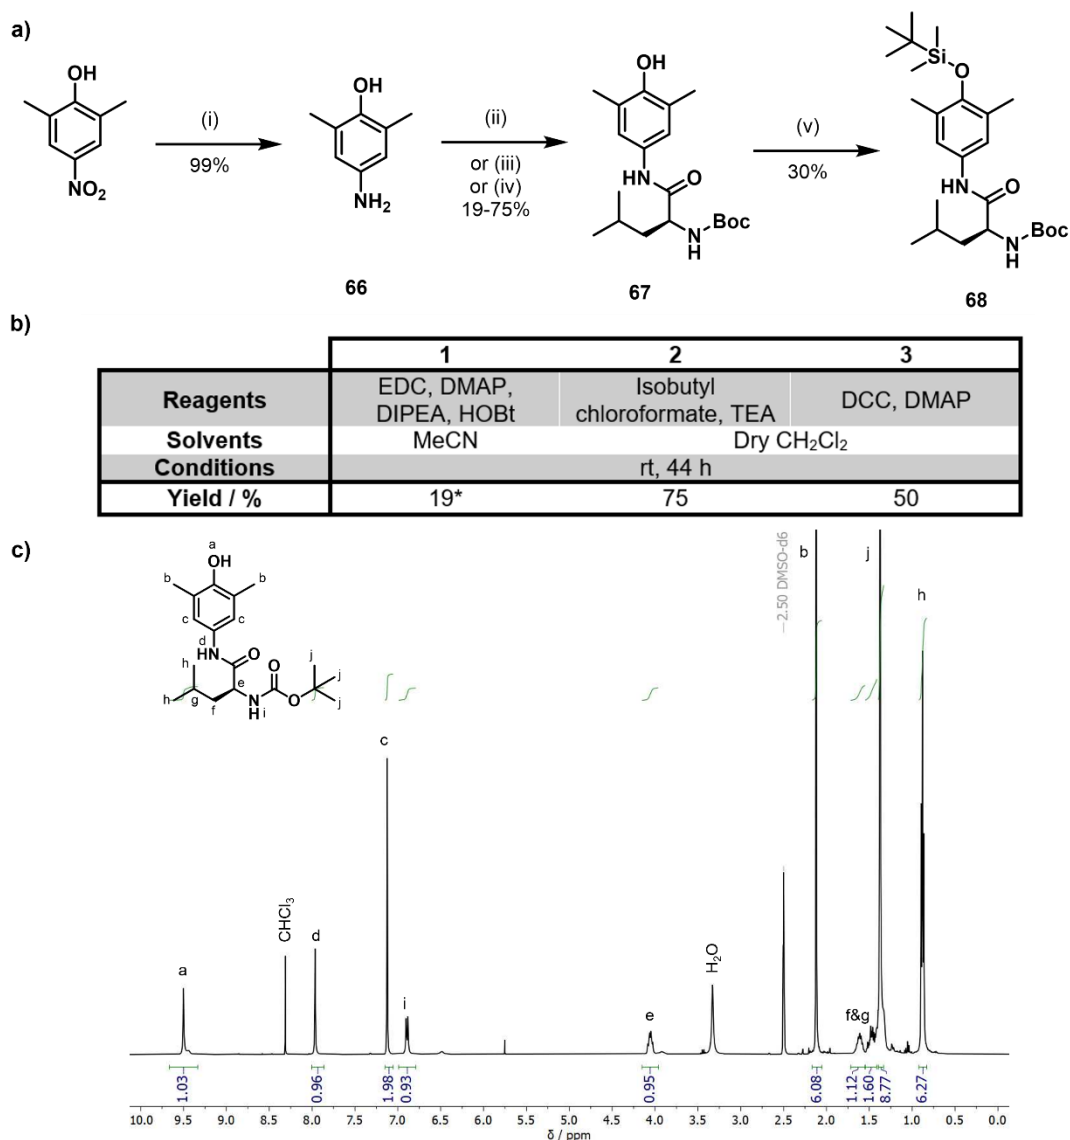 a)
OH
NO2
(i)
99%
OH
NH2
66
(ii)
or (iii)
or (iv)
19-75%
OH
HN
O
N
H
Boc
67
(v)
30%
Si
O
HN
O
N
H
Boc
68
b)
1 2 3
Reagents EDC, DMAP, DIPEA, HOBt Isobutyl chloroformate, TEA DCC, DMAP
Solvents MeCN Dry CH2Cl2
Conditions rt, 44 h
Yield / % 19* 75 50
c)
a
OH
b b
c c
d
HN O
h e O j
h g f N H i O j
j
a
CHCl3
d
c
i
e
H2O
2.50 DMSO-d6
b
f&g
j
h
1.03 0.96 1.98 0.93 0.95 6.08 1.12 1.60 8.77 6.27
10.0 9.5 9.0 8.5 8.0 7.5 7.0 6.5 6.0 5.5 5.0 4.5 4.0 3.5 3.0 2.5 2.0 1.5 1.0 0.5 0.0
δ / ppm